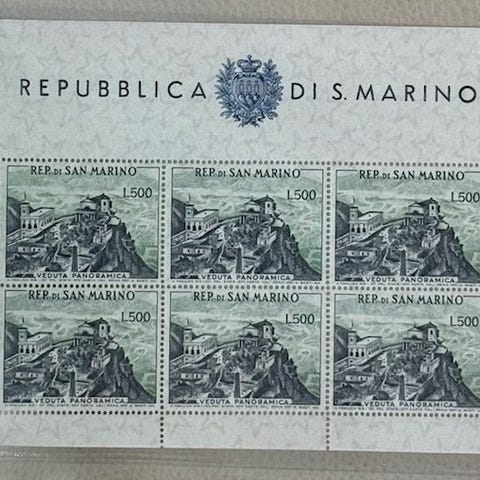 REPUBBLICA DI S. MARINO
REP. DI SAN MARINO
L.500
VEDUTA PANORAMICA
REP. DI SAN MARINO
L.500
VEDUTA PANORAMICA
REP. DI SAN MARINO
L.500
VEDUTA PANORAMICA
REP. DI SAN MARINO
L.500
VEDUTA PANORAMICA
REP. DI SAN MARINO
L.500
VEDUTA PANORAMICA
REP. DI SAN MARINO
L.500
VEDUTA PANORAMICA